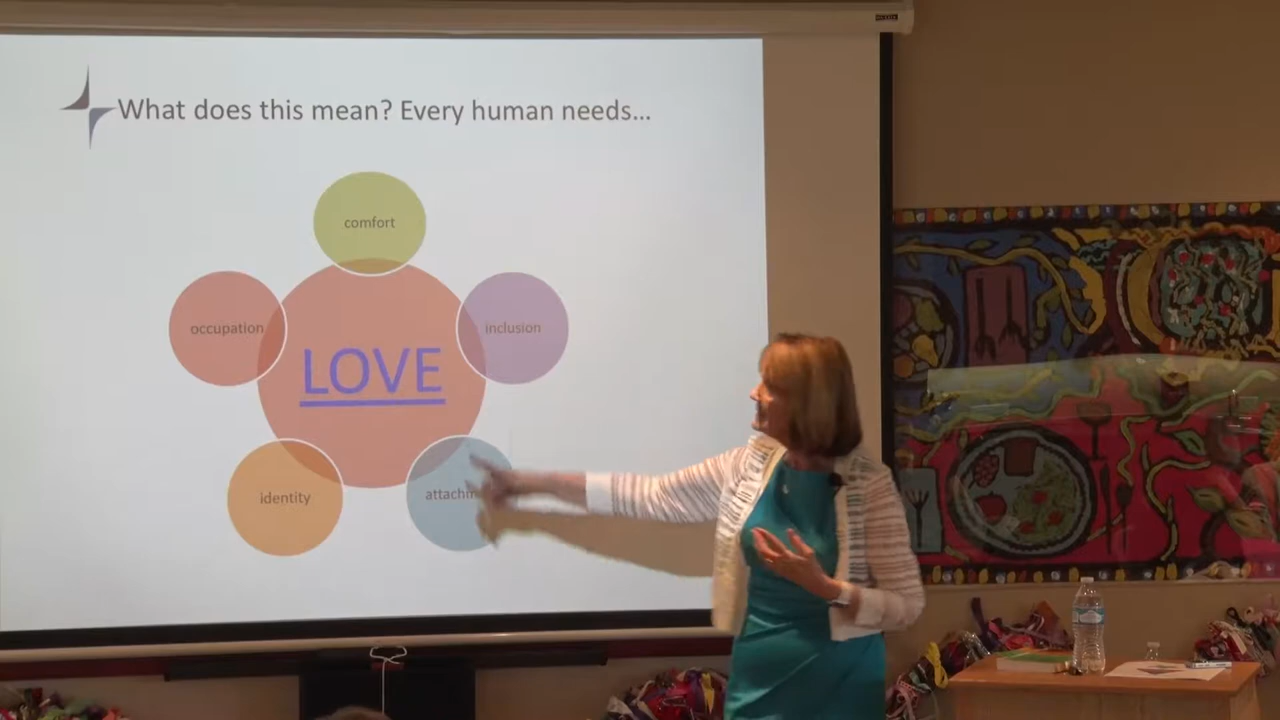 What does this mean? Every human needs...
comfort
occupation
inclusion
LOVE
identity